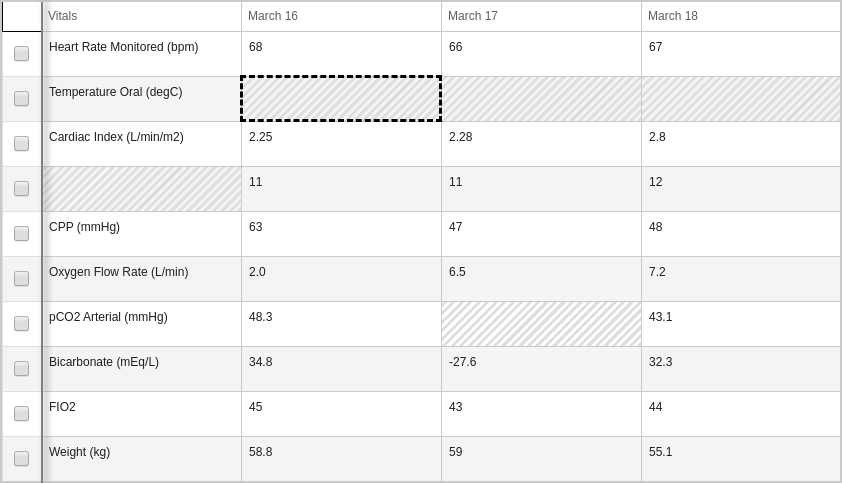 Vitals March 16 March 17 March 18
Heart Rate Monitored (bpm) 68 66 67
Temperature Oral (degC)
Cardiac Index (L/min/m2) 2.25 2.28 2.8
11 11 12
CPP (mmHg) 63 47 48
Oxygen Flow Rate (L/min) 2.0 6.5 7.2
pCO2 Arterial (mmHg) 48.3 43.1
Bicarbonate (mEq/L) 34.8 -27.6 32.3
FIO2 45 43 44
Weight (kg) 58.8 59 55.1